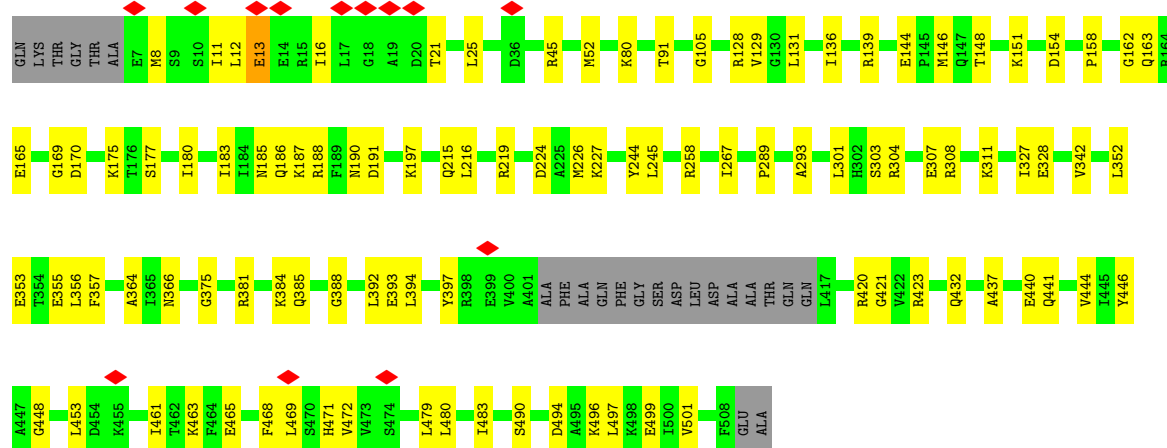 GLN LYS THR GLY THR ALA E7 M8 S9 S10 I11 L12 E13 E14 R15 I16 L17 G18 A19 D20 T21 L25 D36 R45 M52 K80 T91 G105 R128 V129 G130 L131 I136 R139 E144 P145 M146 Q147 T148 K151 D154 P158 G162 Q163 R164
E165 G169 D170 K175 T176 S177 I180 I183 I184 N185 Q186 K187 R188 F189 N190 D191 K197 Q215 L216 R219 D224 A225 M226 K227 Y244 L245 R258 I267 P289 A293 L301 H302 S303 R304 E307 R308 K311 I327 E328 V342 L352
E353 T354 E355 L356 F357 A364 I365 N366 G375 R381 K384 Q385 G388 L392 E393 L394 Y397 R398 E399 V400 A401 ALA PHE ALA GLN PHE GLY SER ASP LEU ASP ALA ALA THR GLN GLN L417 R420 G421 V422 R423 Q432 A437 E440 Q441 V444 I445 Y446
A447 G448 L453 D454 K455 I461 T462 K463 F464 E465 F468 L469 S470 H471 V472 V473 S474 L479 L480 I483 S490 D494 A495 K496 L497 K498 E499 I500 V501 F508 GLU ALA